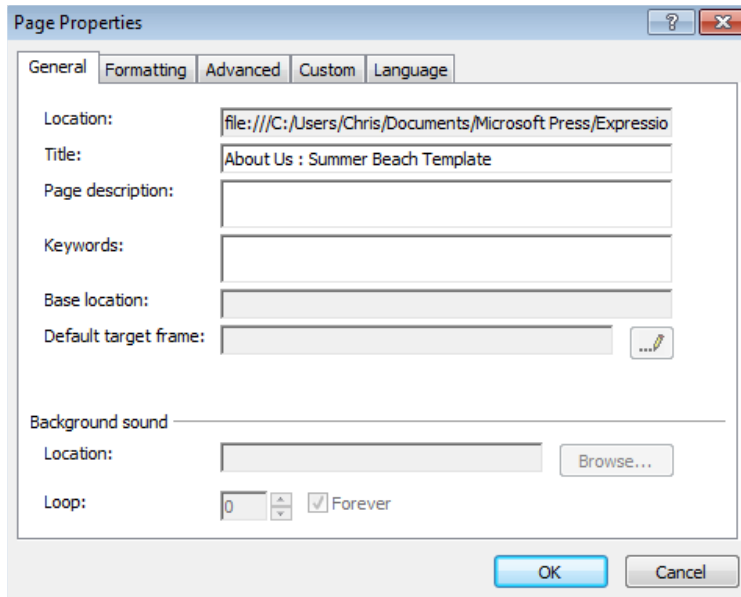 Page Properties
General Formatting Advanced Custom Language
Location: file:///C:/Users/Chris/Documents/Microsoft Press/Expressio
Title: About Us : Summer Beach Template
Page description:
Keywords:
Base location:
Default target frame: ...
Background sound
Location: Browse...
Loop: 0 Forever
OK Cancel